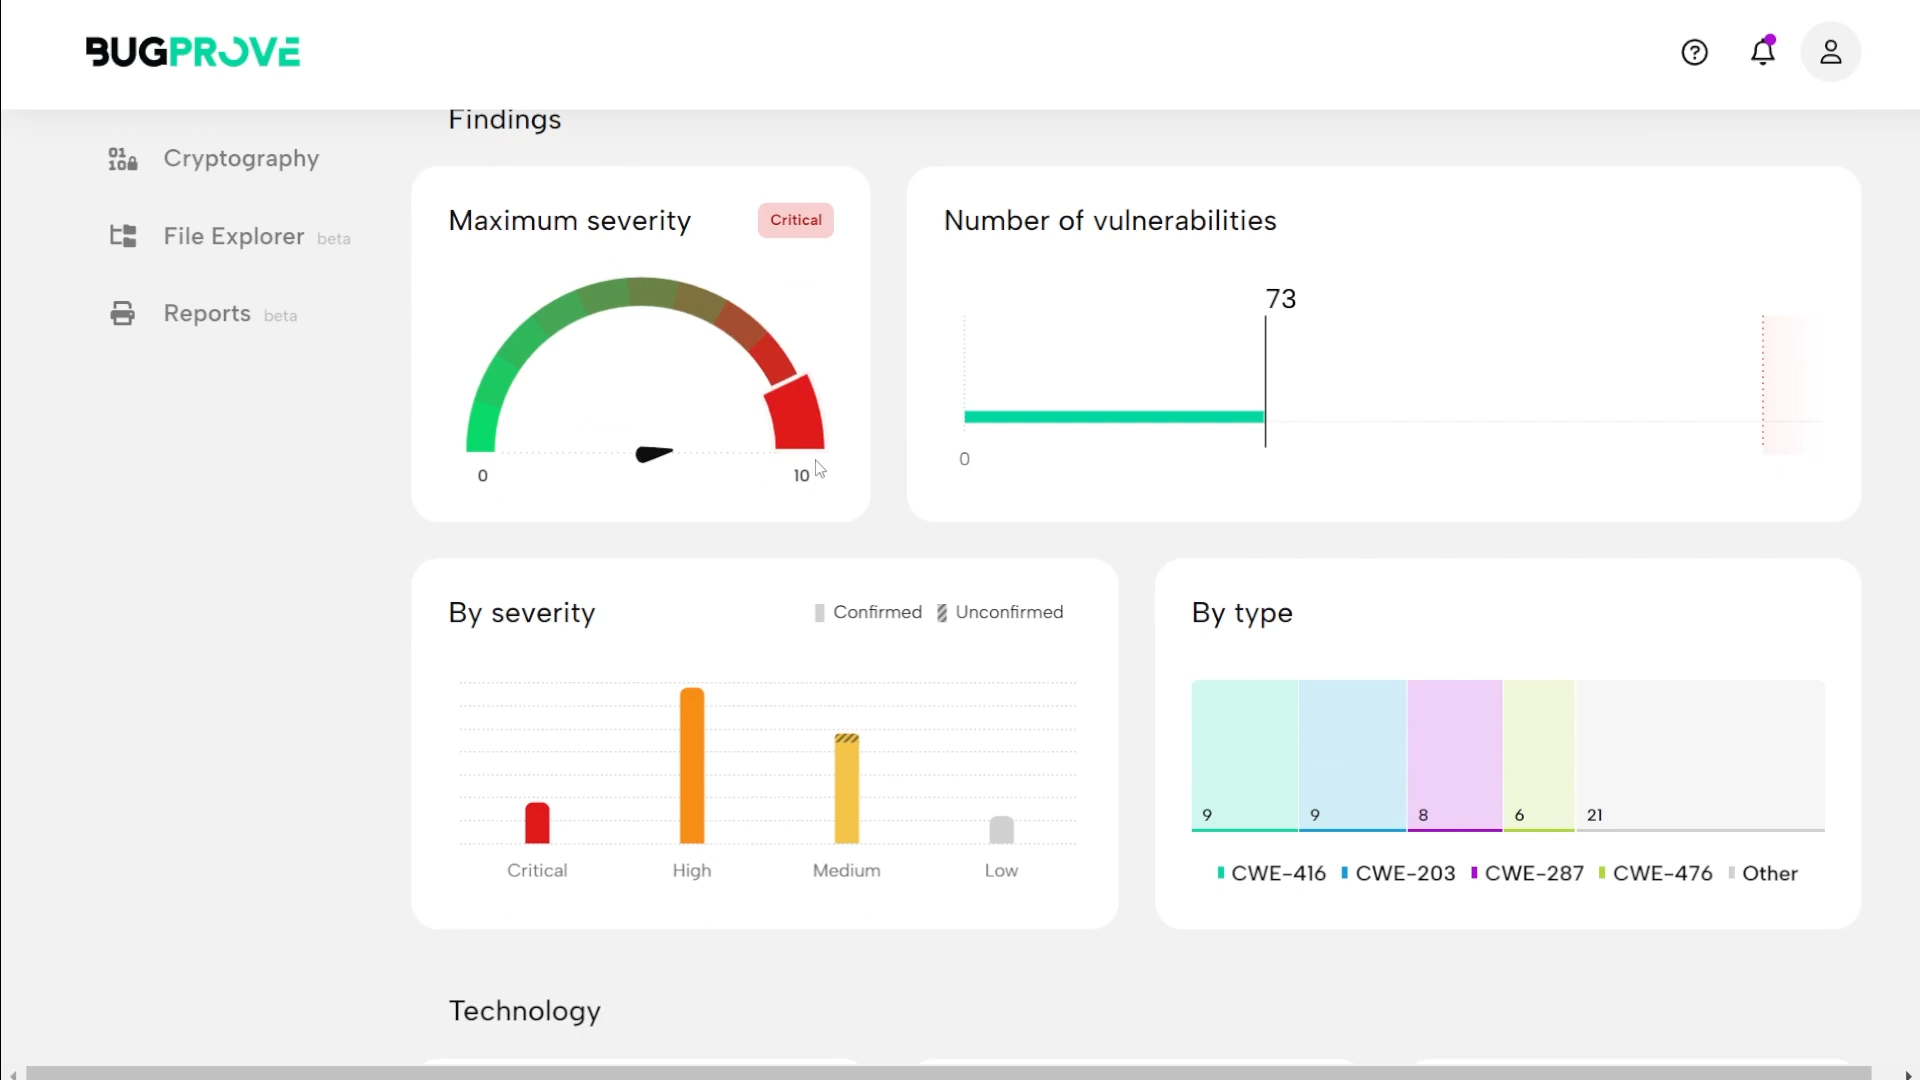 BUGPROVE
Findings
01
10
Cryptography
File Explorer beta
Reports beta
Maximum severity
Critical
0
10
Number of vulnerabilities
73
0
By severity
Confirmed
Unconfirmed
Critical
High
Medium
Low
By type
9
9
8
6
21
CWE-416
CWE-203
CWE-287
CWE-476
Other
Technology